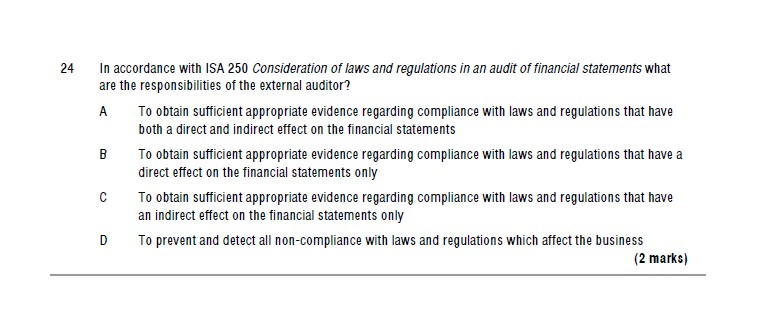 24 In accordance with ISA 250 Consideration of laws and regulations in an audit of financial statements what
are the responsibilities of the external auditor?
A To obtain sufficient appropriate evidence regarding compliance with laws and regulations that have
both a direct and indirect effect on the financial statements
B To obtain sufficient appropriate evidence regarding compliance with laws and regulations that have a
direct effect on the financial statements only
C To obtain sufficient appropriate evidence regarding compliance with laws and regulations that have
an indirect effect on the financial statements only
D To prevent and detect all non-compliance with laws and regulations which affect the business
(2 marks)